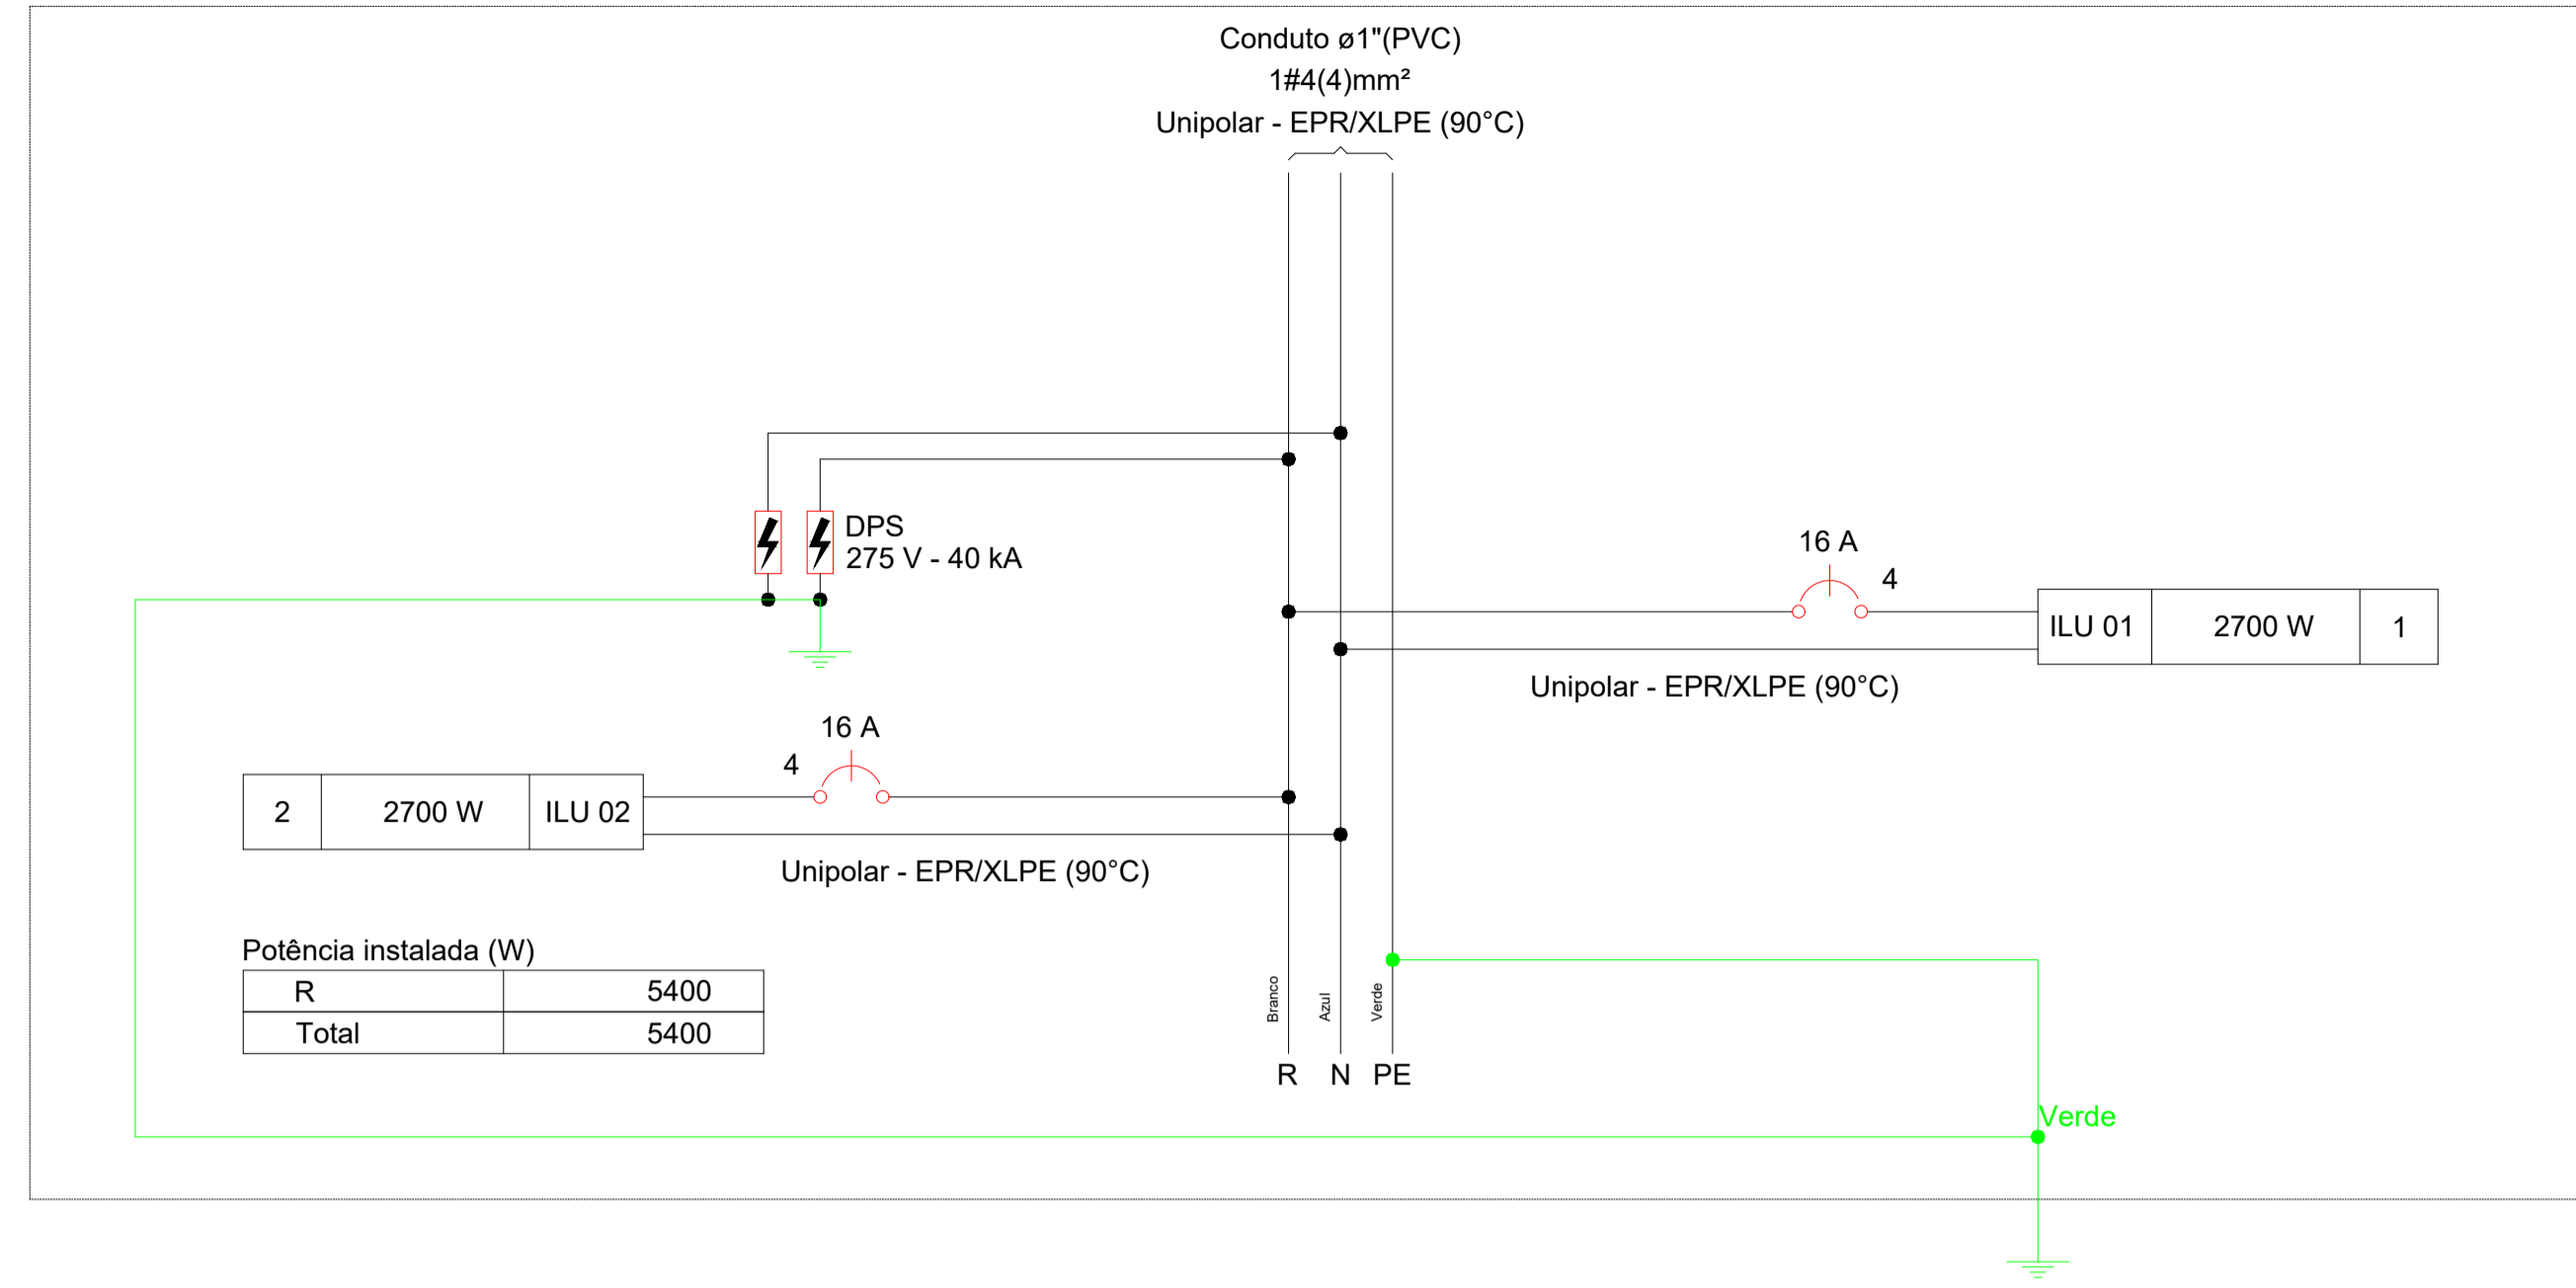 Conduto ø1"(PVC)
1#4(4)mm²
Unipolar - EPR/XLPE (90°C)
DPS
275 V - 40 kA
16 A
4
ILU 01 2700 W 1
Unipolar - EPR/XLPE (90°C)
16 A
4
2 2700 W ILU 02
Unipolar - EPR/XLPE (90°C)
Potência instalada (W)
R 5400
Total 5400
Branco
Azul
Verde
R N PE
Verde